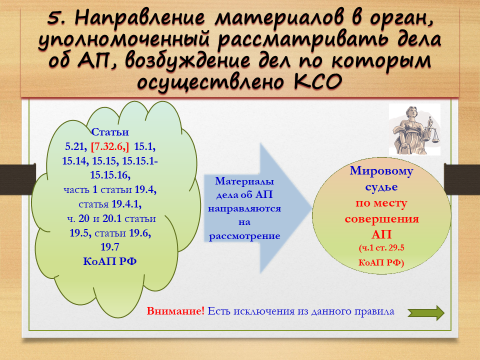 5. Направление материалов в орган,
уполномоченный рассматривать дела
об АП, возбуждение дел по которым
осуществлено КСО
Статьи
5.21, [7.32.6,] 15.1,
15.14, 15.15, 15.15.1-
15.15.16,
часть 1 статьи 19.4,
статья 19.4.1,
ч. 20 и 20.1 статьи
19.5, статьи 19.6,
19.7
КоАП РФ
Материалы
дела об АП
направляются
на
рассмотрение
Мировому
судье
по месту
совершения
АП
(ч.1 ст. 29.5
КоАП РФ)
Внимание! Есть исключения из данного правила